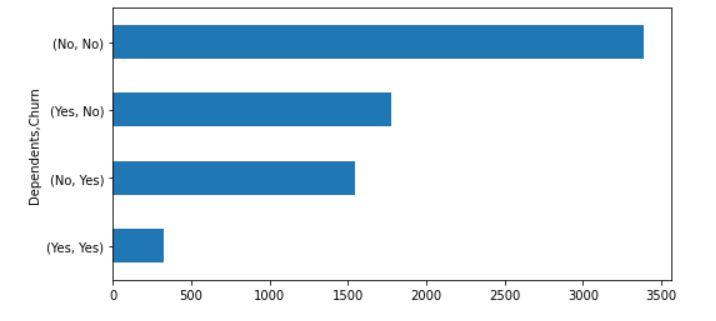 Dependents,Churn
(No, No)
(Yes, No)
(No, Yes)
(Yes, Yes)
0 500 1000 1500 2000 2500 3000 3500